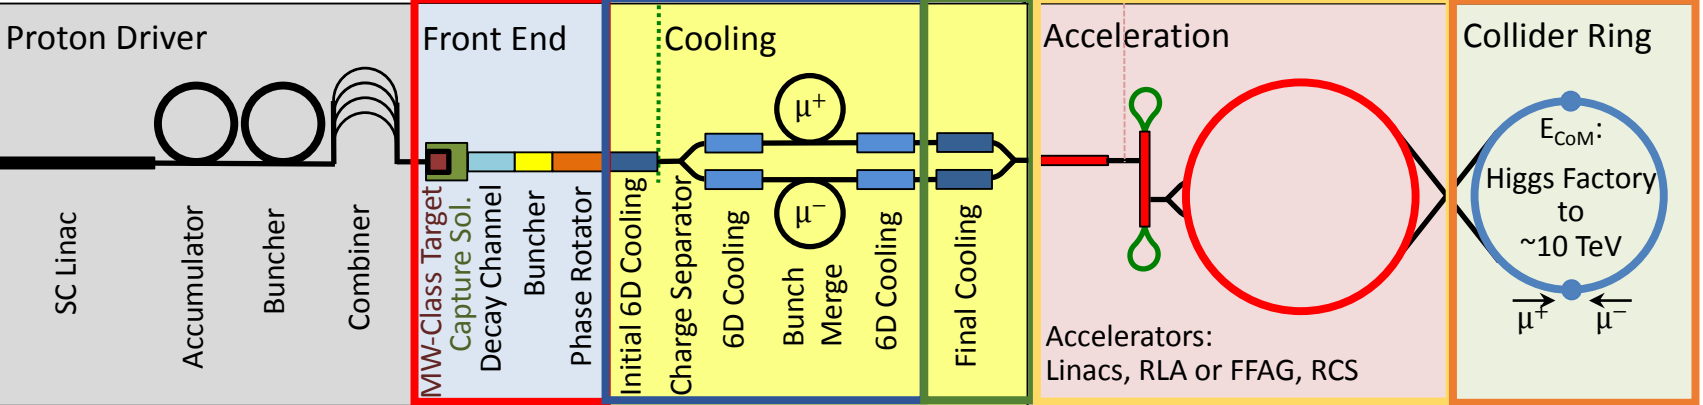 Proton Driver
SC Linac
Accumulator
Buncher
Combiner
Front End
MW-Class Target
Capture Sol.
Decay Channel
Buncher
Phase Rotator
Cooling
Initial 6D Cooling
Charge Separator
6D Cooling
μ⁺
μ⁻
Bunch
Merge
6D Cooling
Final Cooling
Acceleration
Accelerators:
Linacs, RLA or FFAG, RCS
Collider Ring
E_CoM:
Higgs Factory
to
~10 TeV
μ⁺
μ⁻